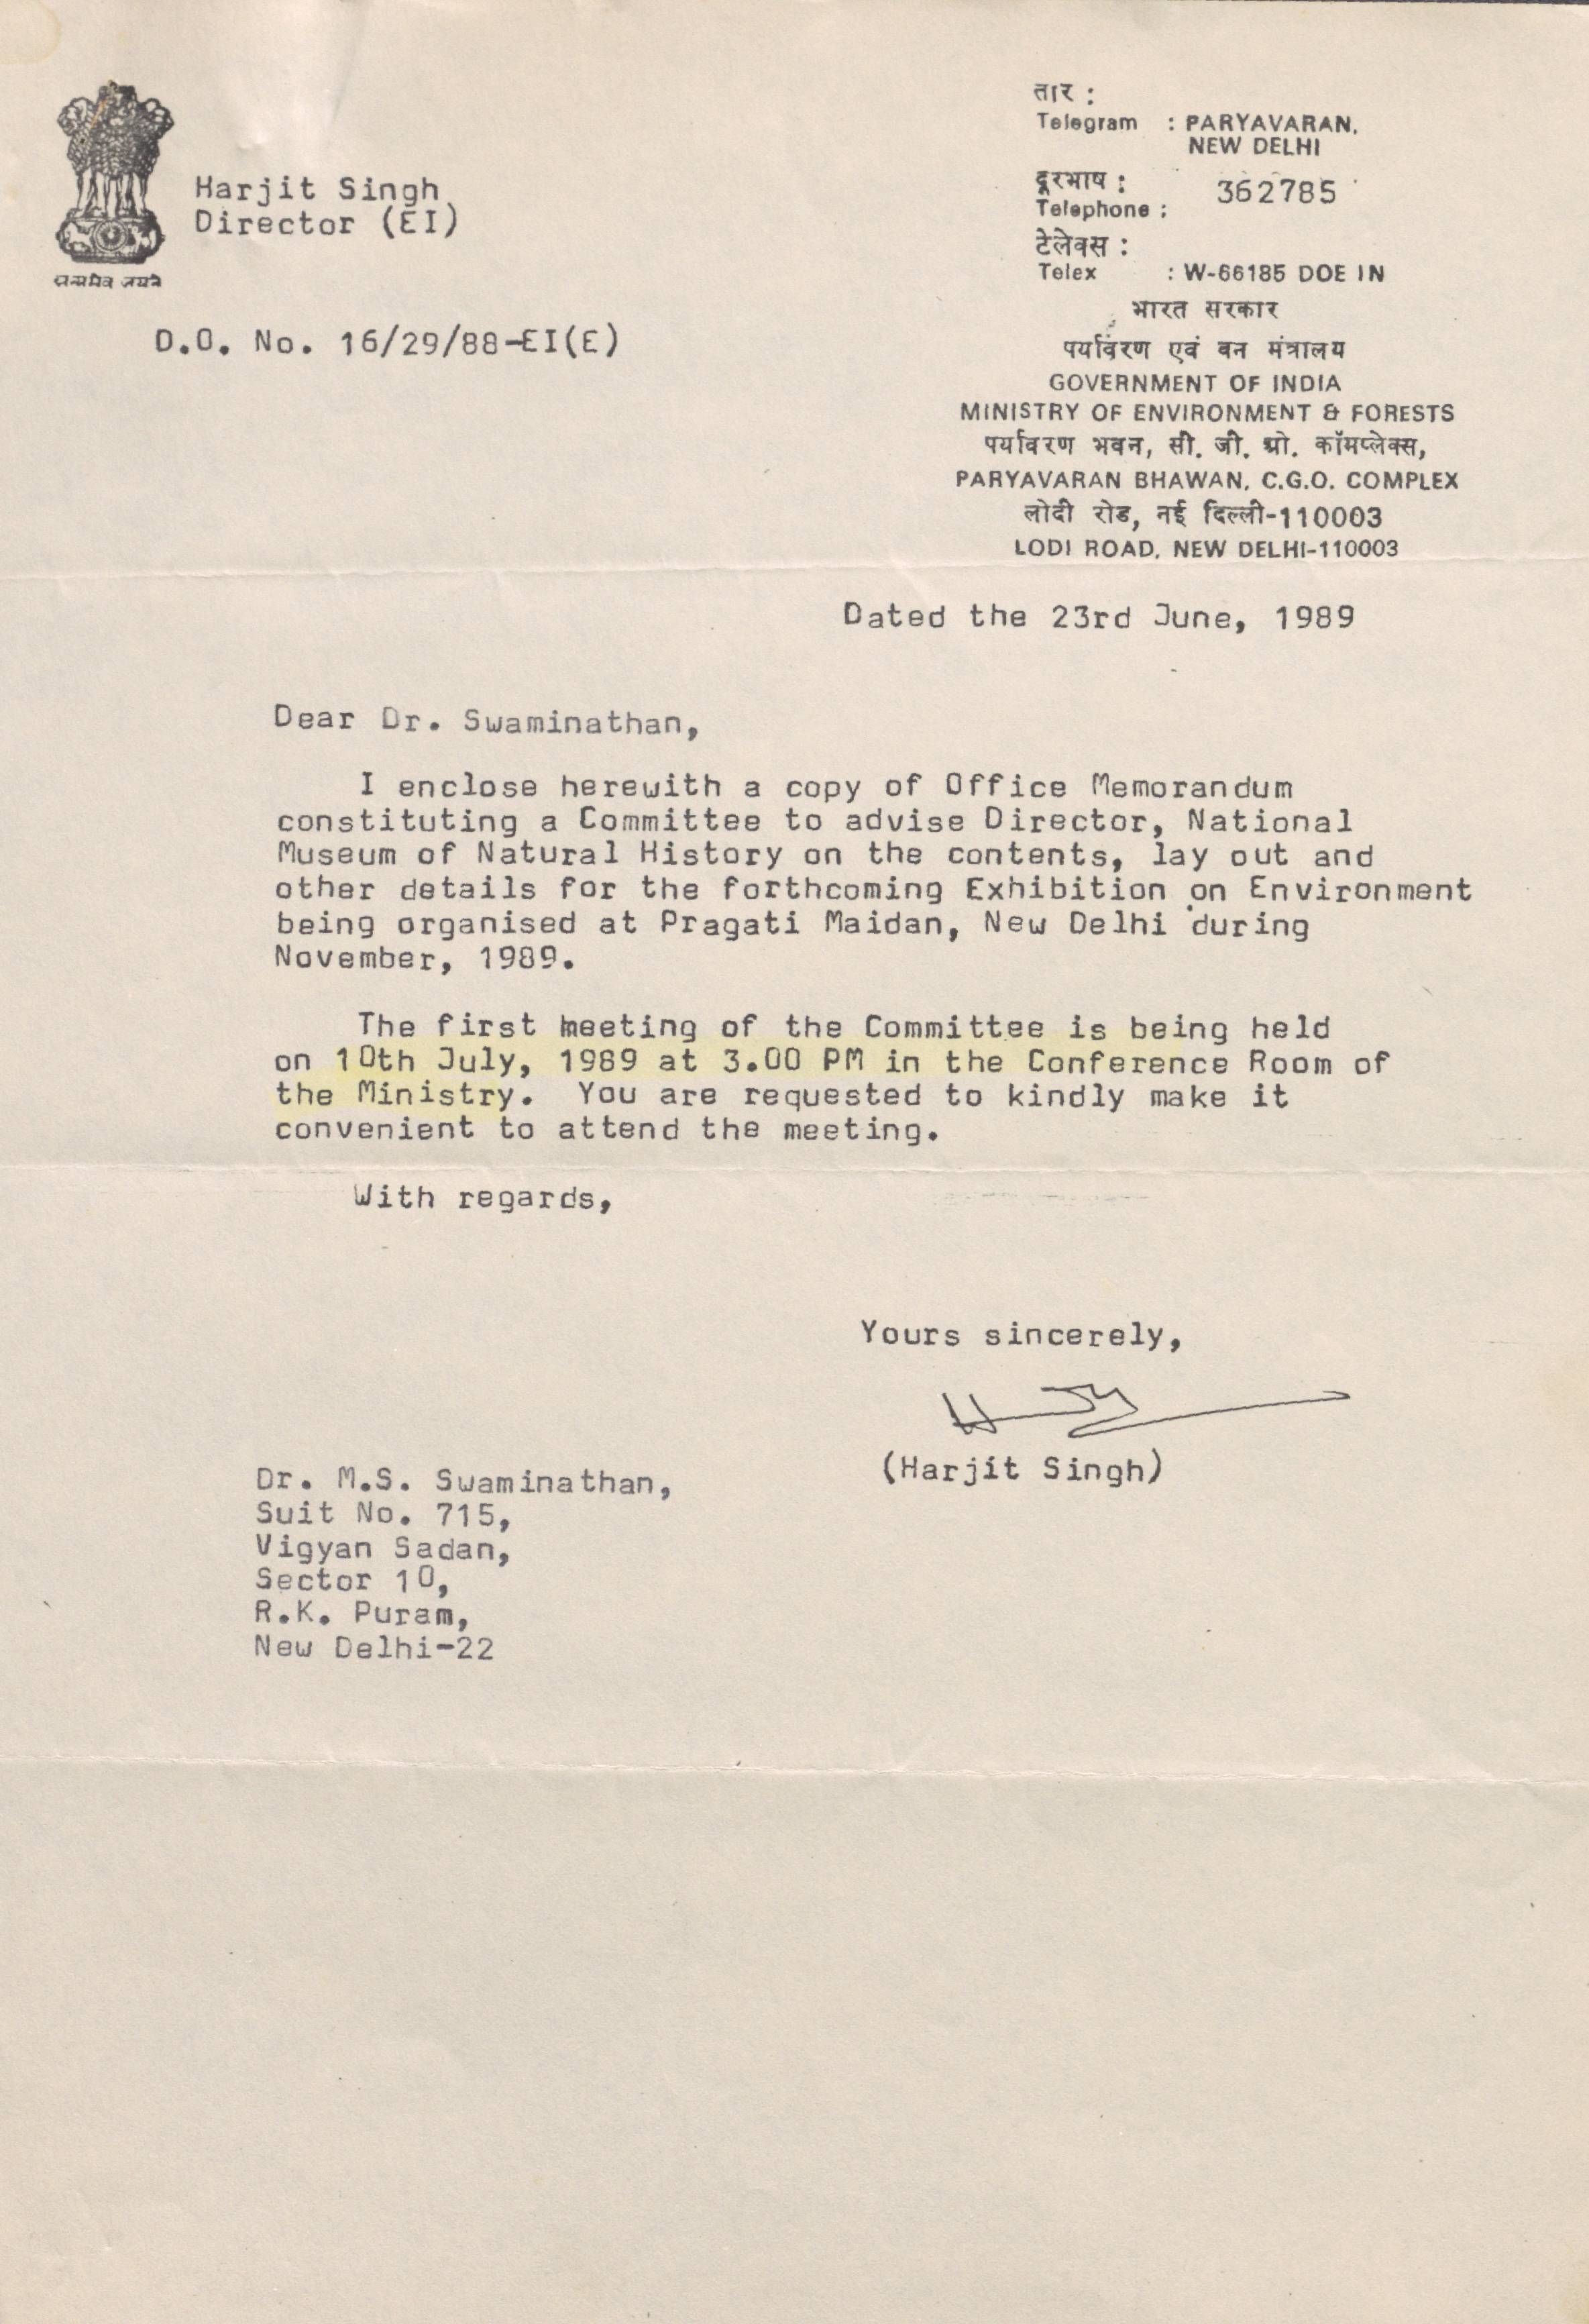 सत्यमेव जयते
Harjit Singh
Director (EI)
D.O. No. 16/29/88-EI(E)
तार :
Telegram : PARYAVARAN,
NEW DELHI
दूरभाष :
Telephone : 362785
टेलेक्स :
Telex : W-66185 DOE IN
भारत सरकार
पर्यावरण एवं वन मंत्रालय
GOVERNMENT OF INDIA
MINISTRY OF ENVIRONMENT & FORESTS
पर्यावरण भवन, सी. जी. ओ. कॉमप्लेक्स,
PARYAVARAN BHAWAN, C.G.O. COMPLEX
लोदी रोड, नई दिल्ली-110003
LODI ROAD, NEW DELHI-110003
Dated the 23rd June, 1989
Dear Dr. Swaminathan,
I enclose herewith a copy of Office Memorandum
constituting a Committee to advise Director, National
Museum of Natural History on the contents, lay out and
other details for the forthcoming Exhibition on Environment
being organised at Pragati Maidan, New Delhi during
November, 1989.
The first meeting of the Committee is being held
on 10th July, 1989 at 3.00 PM in the Conference Room of
the Ministry. You are requested to kindly make it
convenient to attend the meeting.
With regards,
Yours sincerely,
(Harjit Singh)
Dr. M.S. Swaminathan,
Suit No. 715,
Vigyan Sadan,
Sector 10,
R.K. Puram,
New Delhi-22